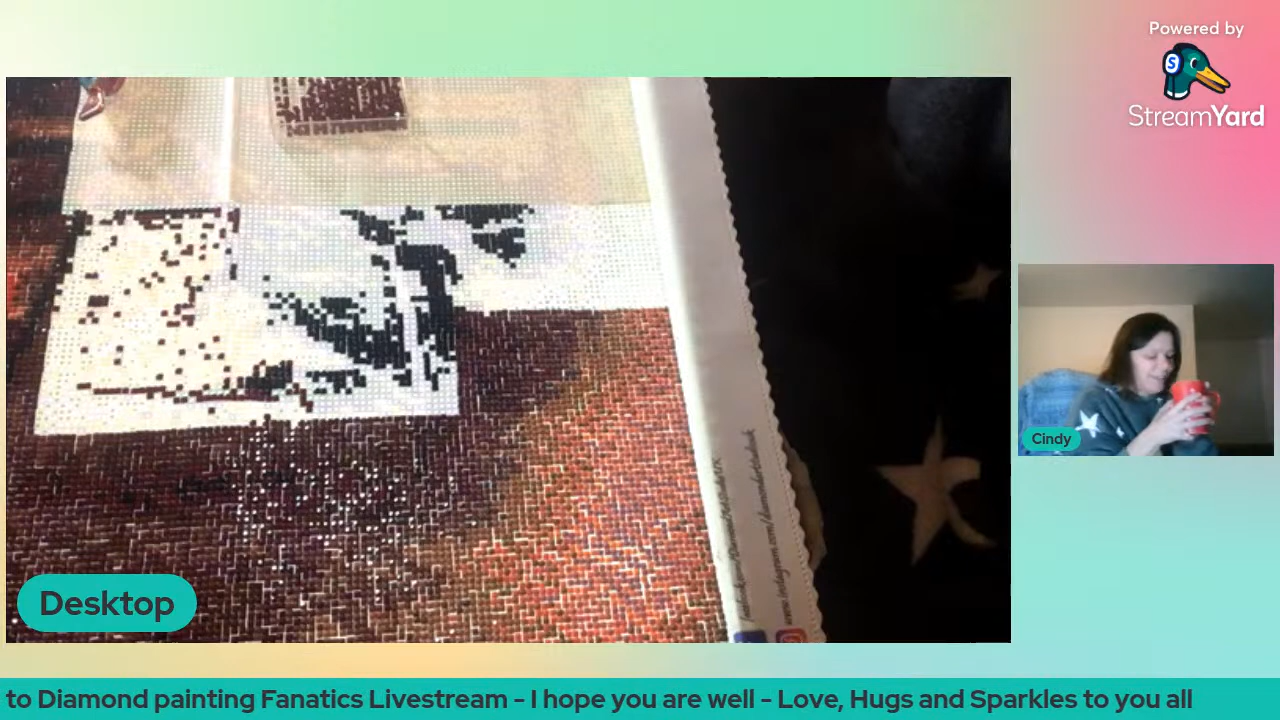 Powered by
StreamYard
S
Cindy
Desktop
to Diamond painting Fanatics Livestream - I hope you are well - Love, Hugs and Sparkles to you all